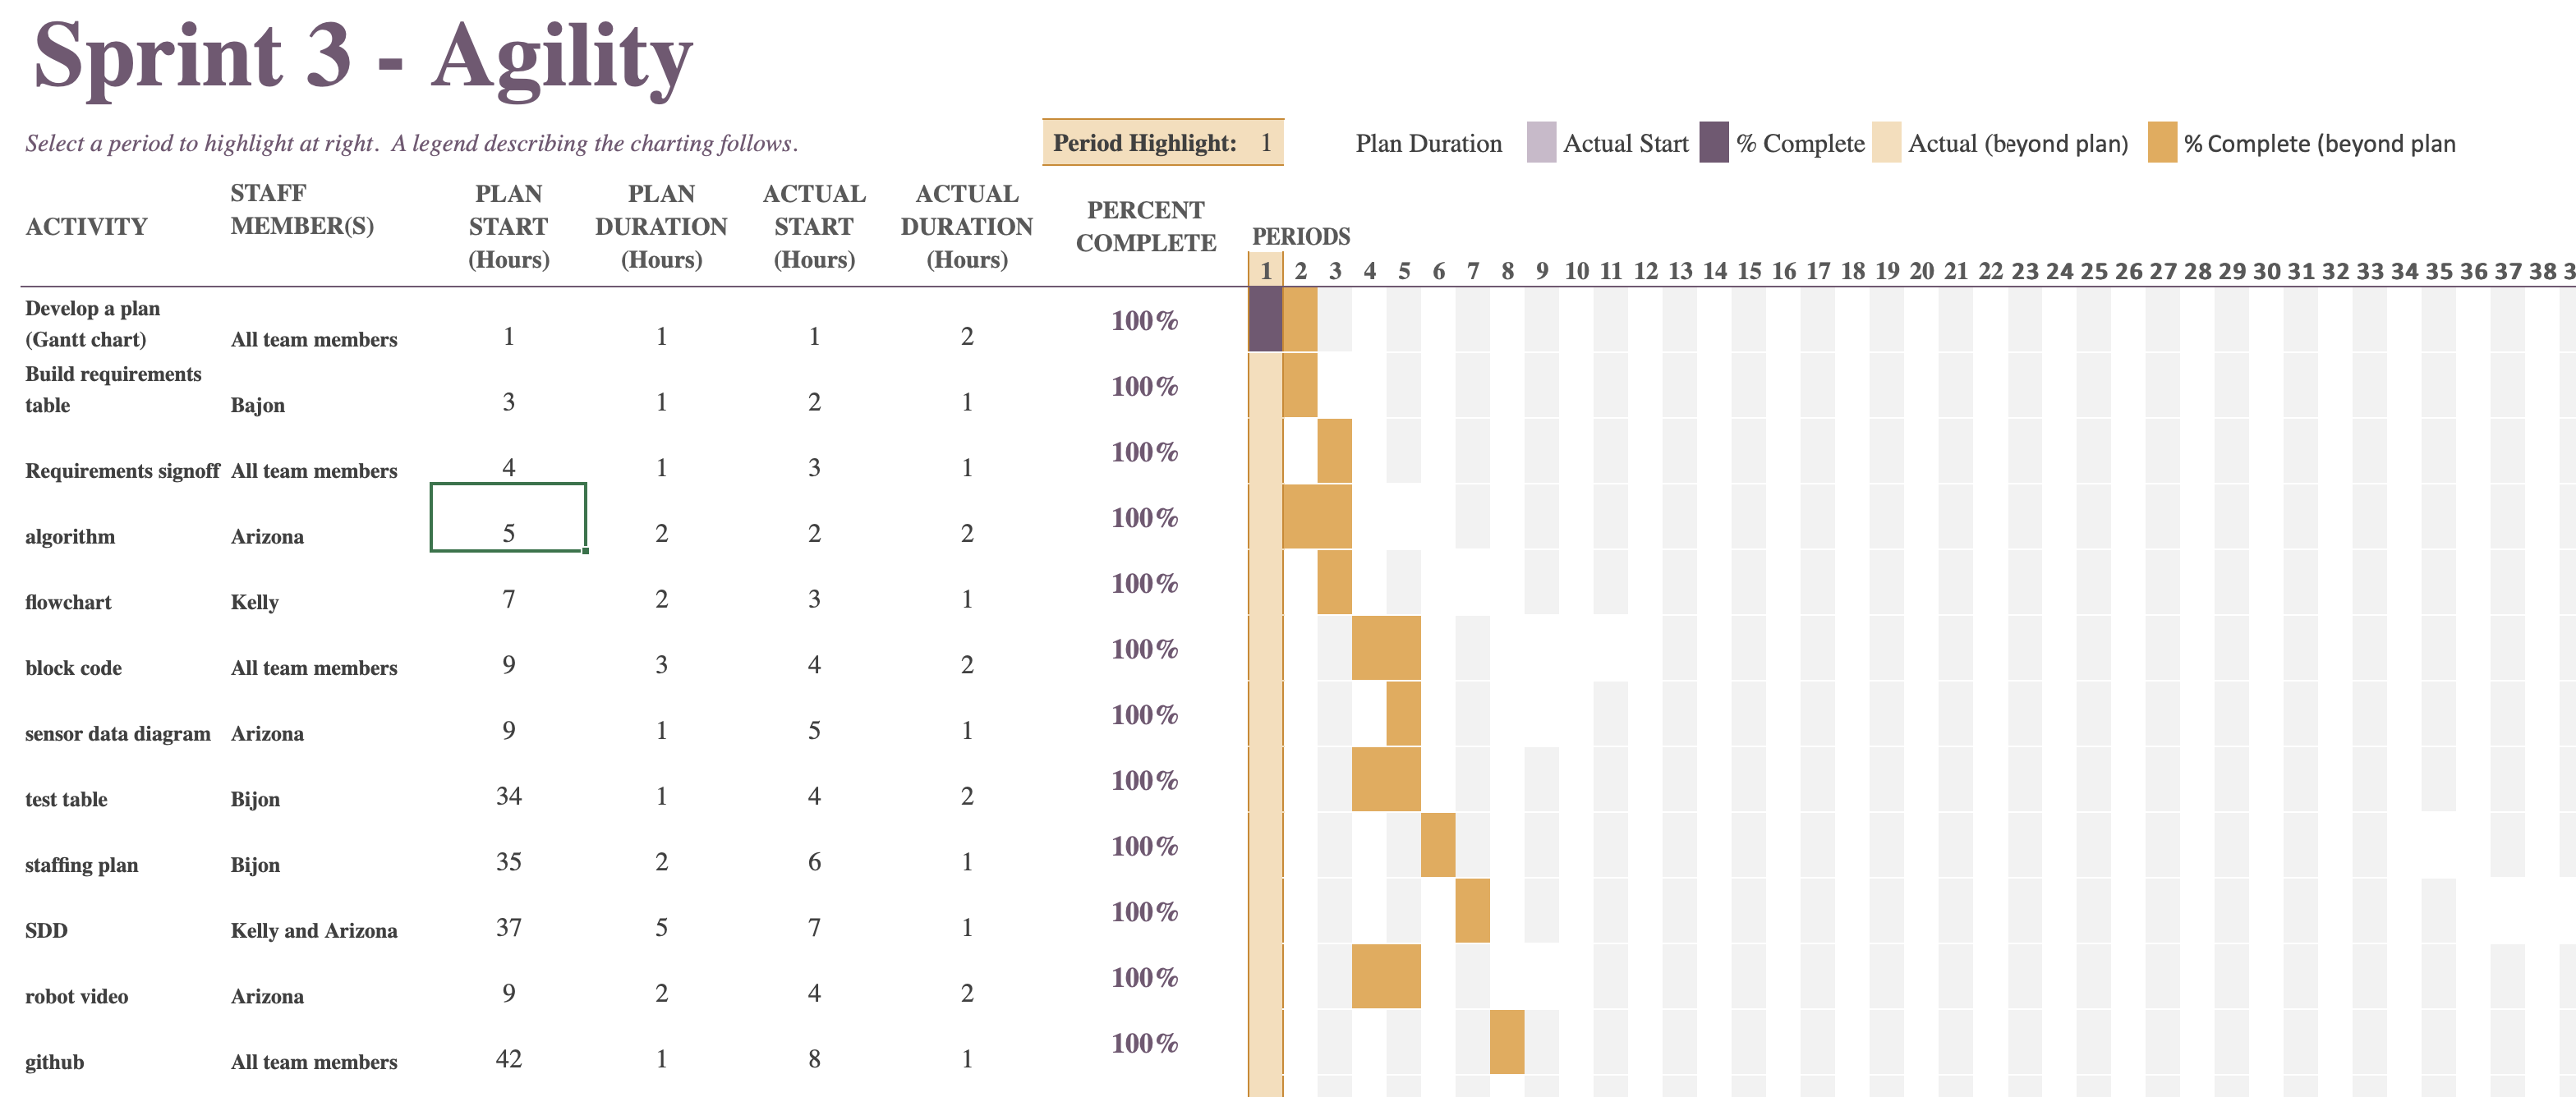 Sprint 3 - Agility
Select a period to highlight at right.  A legend describing the charting follows.
Period Highlight: 1
Plan Duration
Actual Start
% Complete
Actual (beyond plan)
% Complete (beyond plan
ACTIVITY
STAFF
MEMBER(S)
PLAN
START
(Hours)
PLAN
DURATION
(Hours)
ACTUAL
START
(Hours)
ACTUAL
DURATION
(Hours)
PERCENT
COMPLETE
PERIODS
1 2 3 4 5 6 7 8 9 10 11 12 13 14 15 16 17 18 19 20 21 22 23 24 25 26 27 28 29 30 31 32 33 34 35 36 37 38 3
Develop a plan
(Gantt chart) All team members 1 1 1 2 100%
Build requirements
table Bajon 3 1 2 1 100%
Requirements signoff All team members 4 1 3 1 100%
algorithm Arizona 5 2 2 2 100%
flowchart Kelly 7 2 3 1 100%
block code All team members 9 3 4 2 100%
sensor data diagram Arizona 9 1 5 1 100%
test table Bijon 34 1 4 2 100%
staffing plan Bijon 35 2 6 1 100%
SDD Kelly and Arizona 37 5 7 1 100%
robot video Arizona 9 2 4 2 100%
github All team members 42 1 8 1 100%